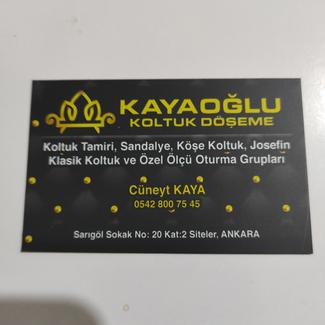 KAYAOĞLU
KOLTUK DÖŞEME
Koltuk Tamiri, Sandalye, Köşe Koltuk, Josefin
Klasik Koltuk ve Özel Ölçü Oturma Grupları
Cüneyt KAYA
0542 800 75 45
Sarıgöl Sokak No: 20 Kat:2 Siteler, ANKARA